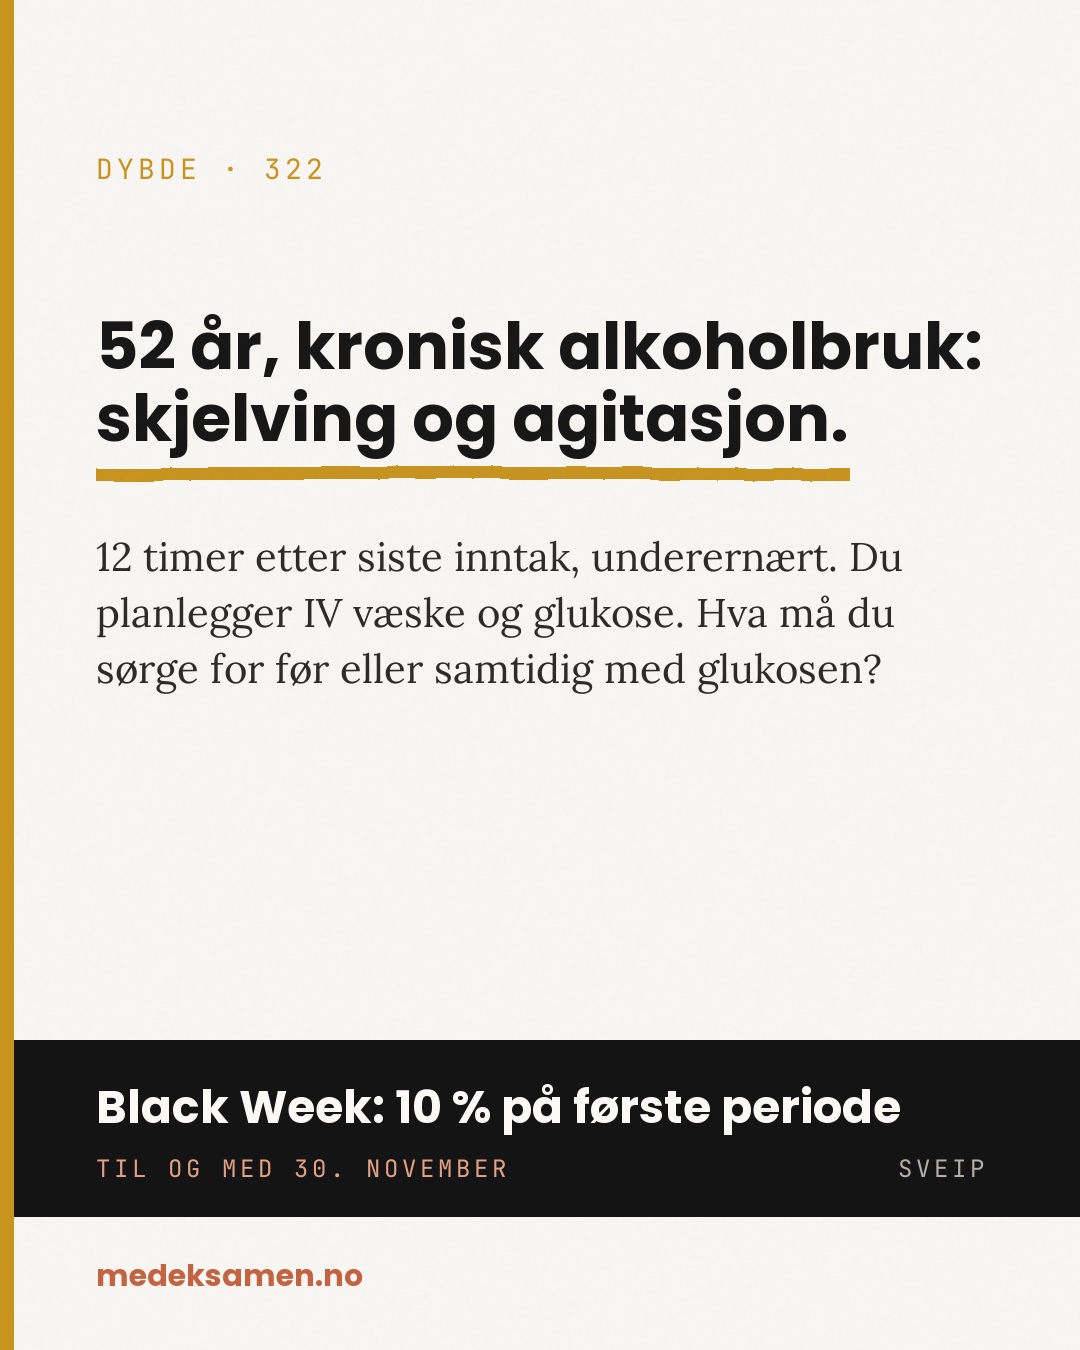 DYBDE · 322
52 år, kronisk alkoholbruk:
skjelving og agitasjon.
12 timer etter siste inntak, underernært. Du
planlegger IV væske og glukose. Hva må du
sørge for før eller samtidig med glukosen?
Black Week: 10 % på første periode
TIL OG MED 30. NOVEMBER
SVEIP
medeksamen.no